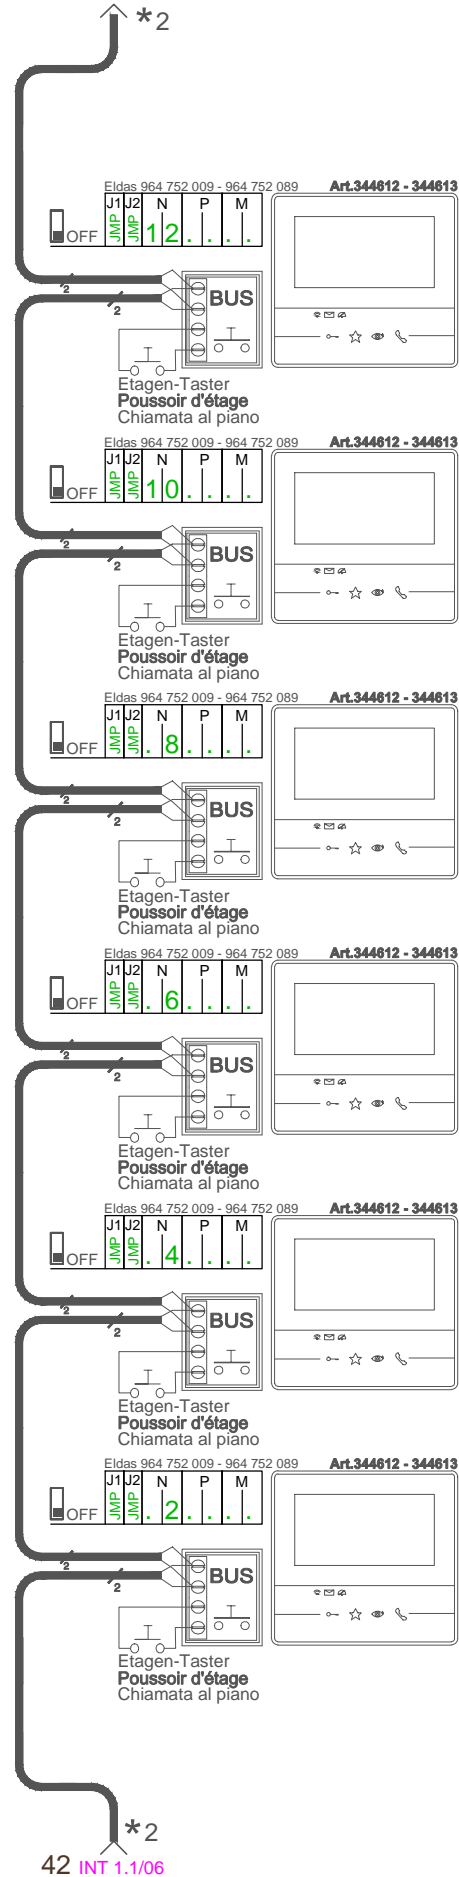 *2
Eldas 964 752 009 - 964 752 089 Art.344612 - 344613
J1 J2 N P M
OFF JMP JMP 1 2 . . . .
2
2 BUS
Etagen-Taster
Poussoir d'étage
Chiamata al piano
Eldas 964 752 009 - 964 752 089 Art.344612 - 344613
J1 J2 N P M
OFF JMP JMP 1 0 . . . .
2
2 BUS
Etagen-Taster
Poussoir d'étage
Chiamata al piano
Eldas 964 752 009 - 964 752 089 Art.344612 - 344613
J1 J2 N P M
OFF JMP JMP . 8 . . . .
2
2 BUS
Etagen-Taster
Poussoir d'étage
Chiamata al piano
Eldas 964 752 009 - 964 752 089 Art.344612 - 344613
J1 J2 N P M
OFF JMP JMP . 6 . . . .
2
2 BUS
Etagen-Taster
Poussoir d'étage
Chiamata al piano
Eldas 964 752 009 - 964 752 089 Art.344612 - 344613
J1 J2 N P M
OFF JMP JMP . 4 . . . .
2
2 BUS
Etagen-Taster
Poussoir d'étage
Chiamata al piano
Eldas 964 752 009 - 964 752 089 Art.344612 - 344613
J1 J2 N P M
OFF JMP JMP . 2 . . . .
2
2 BUS
Etagen-Taster
Poussoir d'étage
Chiamata al piano
*2
42 INT 1.1/06